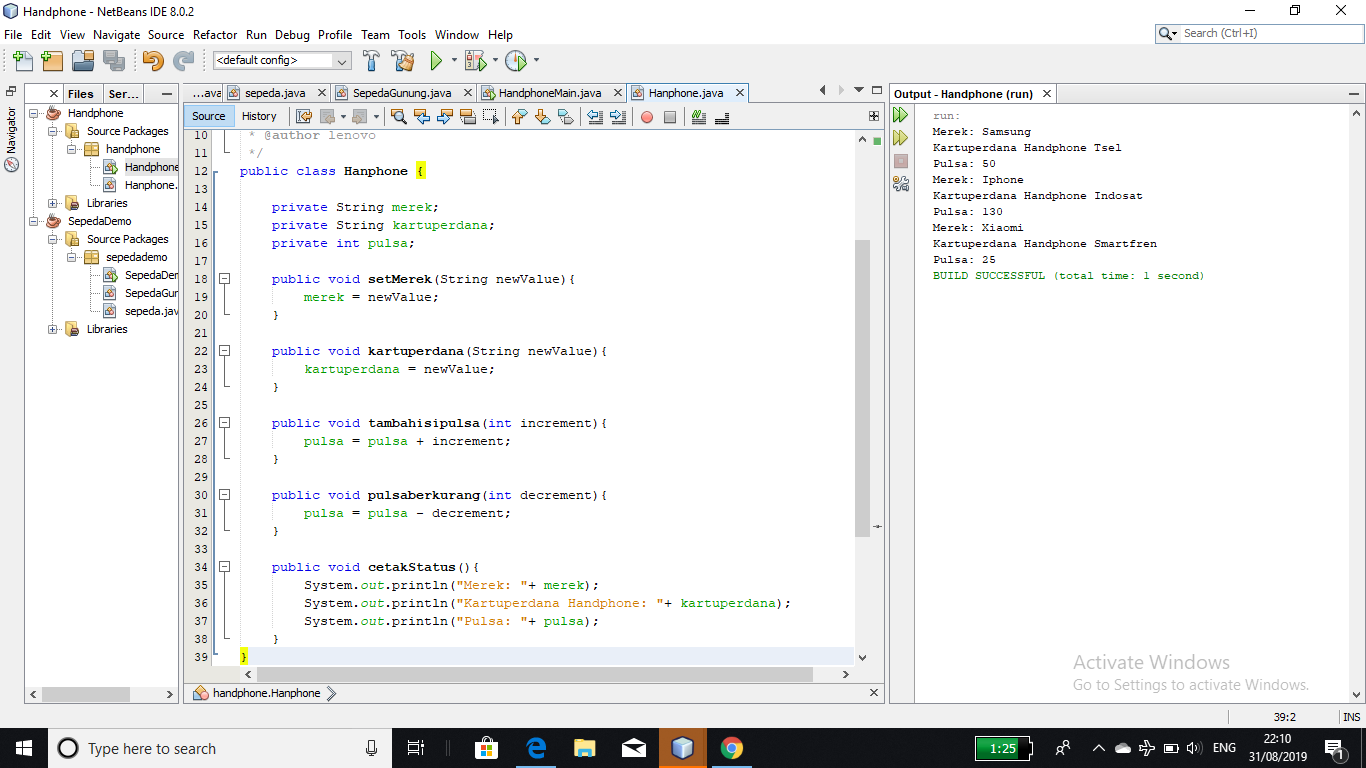 Handphone - NetBeans IDE 8.0.2
File Edit View Navigate Source Refactor Run Debug Profile Team Tools Window Help
Search (Ctrl+I)
<default config>
Navigator
Files Ser...
Handphone
Source Packages
handphone
Handphone
Hanphone.
Libraries
SepedaDemo
Source Packages
sepedademo
SepedaDer
SepedaGur
sepeda.jav
Libraries
...ava sepeda.java SepedaGunung.java HandphoneMain.java Hanphone.java
Source History
10 * @author lenovo
11 */
12 public class Hanphone {
13
14 private String merek;
15 private String kartuperdana;
16 private int pulsa;
17
18 public void setMerek(String newValue){
19 merek = newValue;
20 }
21
22 public void kartuperdana(String newValue){
23 kartuperdana = newValue;
24 }
25
26 public void tambahisipulsa(int increment){
27 pulsa = pulsa + increment;
28 }
29
30 public void pulsaberkurang(int decrement){
31 pulsa = pulsa - decrement;
32 }
33
34 public void cetakStatus(){
35 System.out.println("Merek: "+ merek);
36 System.out.println("Kartuperdana Handphone: "+ kartuperdana);
37 System.out.println("Pulsa: "+ pulsa);
38 }
39 }
handphone.Hanphone
Output - Handphone (run)
run:
Merek: Samsung
Kartuperdana Handphone Tsel
Pulsa: 50
Merek: Iphone
Kartuperdana Handphone Indosat
Pulsa: 130
Merek: Xiaomi
Kartuperdana Handphone Smartfren
Pulsa: 25
BUILD SUCCESSFUL (total time: 1 second)
Activate Windows
Go to Settings to activate Windows.
39:2 INS
Type here to search
1:25
ENG
22:10
31/08/2019
1